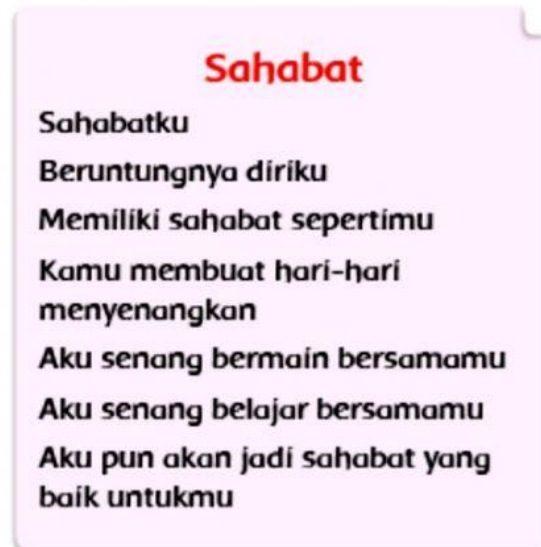 Sahabat
Sahabatku
Beruntungnya diriku
Memiliki sahabat sepertimu
Kamu membuat hari-hari
menyenangkan
Aku senang bermain bersamamu
Aku senang belajar bersamamu
Aku pun akan jadi sahabat yang
baik untukmu